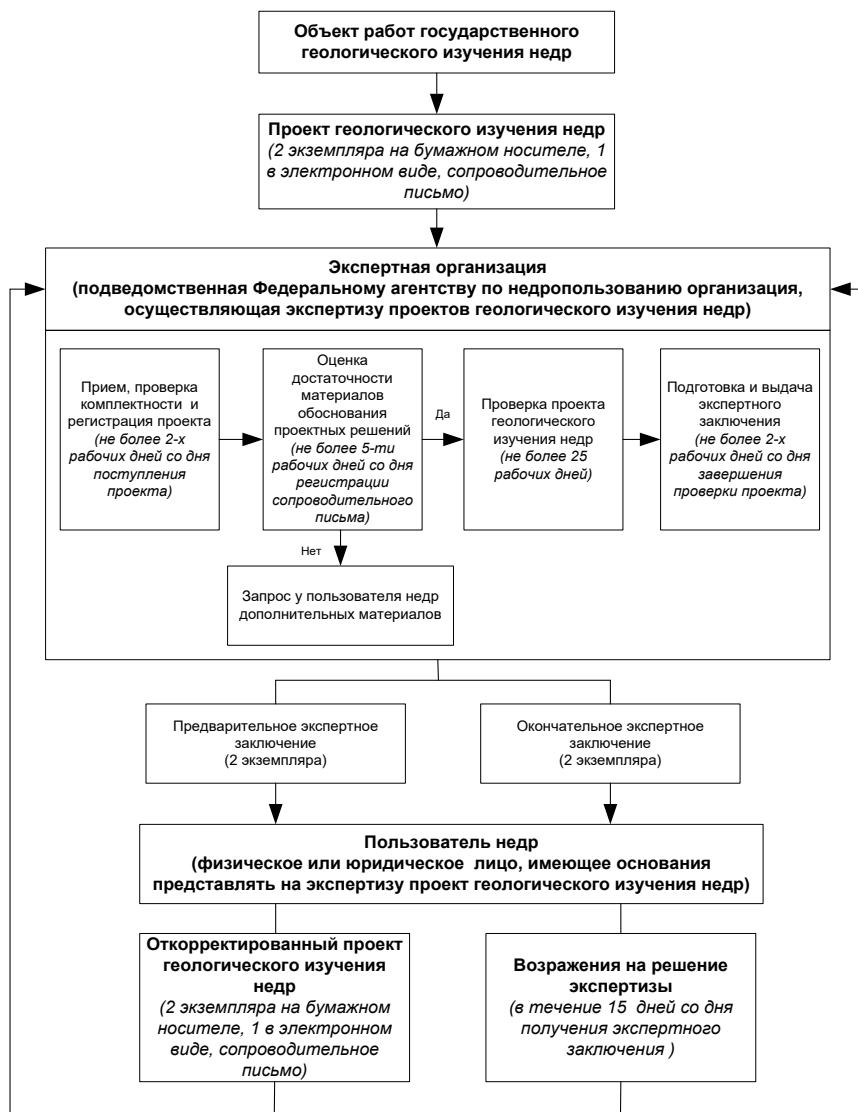 Объект работ государственного
геологического изучения недр
Проект геологического изучения недр
(2 экземпляра на бумажном носителе, 1
в электронном виде, сопроводительное
письмо)
Экспертная организация
(подведомственная Федеральному агентству по недропользованию организация,
осуществляющая экспертизу проектов геологического изучения недр)
Прием, проверка
комплектности и
регистрация проекта
(не более 2-х
рабочих дней со дня
поступления
проекта)
Оценка
достаточности
материалов
обоснования
проектных решений
(не более 5-ти
рабочих дней со дня
регистрации
сопроводительного
письма)
Да
Проверка проекта
геологического
изучения недр
(не более 25
рабочих дней)
Подготовка и выдача
экспертного
заключения
(не более 2-х
рабочих дней со дня
завершения
проверки проекта)
Нет
Запрос у пользователя недр
дополнительных материалов
Предварительное экспертное
заключение
(2 экземпляра)
Окончательное экспертное
заключение
(2 экземпляра)
Пользователь недр
(физическое или юридическое лицо, имеющее основания
представлять на экспертизу проект геологического изучения недр)
Откорректированный проект
геологического изучения
недр
(2 экземпляра на бумажном
носителе, 1 в электронном
виде, сопроводительное
письмо)
Возражения на решение
экспертизы
(в течение 15 дней со дня
получения экспертного
заключения )